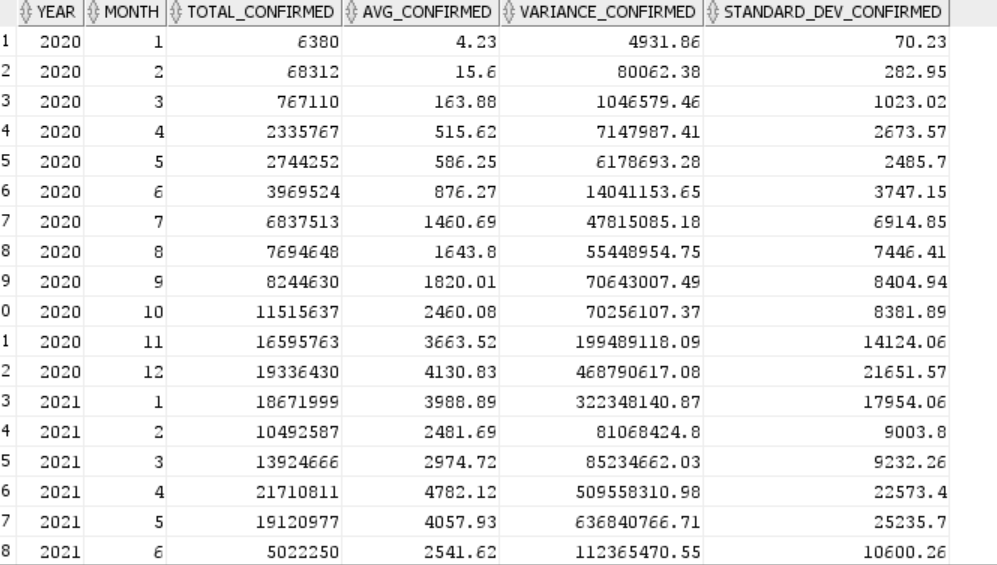 YEAR MONTH TOTAL_CONFIRMED AVG_CONFIRMED VARIANCE_CONFIRMED STANDARD_DEV_CONFIRMED
1 2020 1 6380 4.23 4931.86 70.23
2 2020 2 68312 15.6 80062.38 282.95
3 2020 3 767110 163.88 1046579.46 1023.02
4 2020 4 2335767 515.62 7147987.41 2673.57
5 2020 5 2744252 586.25 6178693.28 2485.7
6 2020 6 3969524 876.27 14041153.65 3747.15
7 2020 7 6837513 1460.69 47815085.18 6914.85
8 2020 8 7694648 1643.8 55448954.75 7446.41
9 2020 9 8244630 1820.01 70643007.49 8404.94
0 2020 10 11515637 2460.08 70256107.37 8381.89
1 2020 11 16595763 3663.52 199489118.09 14124.06
2 2020 12 19336430 4130.83 468790617.08 21651.57
3 2021 1 18671999 3988.89 322348140.87 17954.06
4 2021 2 10492587 2481.69 81068424.8 9003.8
5 2021 3 13924666 2974.72 85234662.03 9232.26
6 2021 4 21710811 4782.12 509558310.98 22573.4
7 2021 5 19120977 4057.93 636840766.71 25235.7
8 2021 6 5022250 2541.62 112365470.55 10600.26